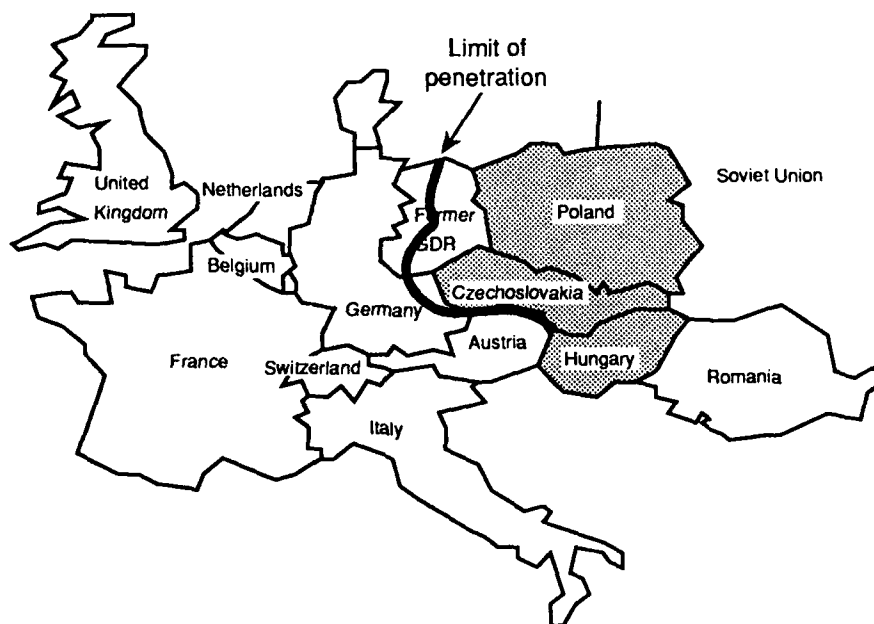 Limit of
penetration
United
Kingdom
Netherlands
Soviet Union
Former
GDR
Poland
Belgium
Czechoslovakia
Germany
Austria
France
Switzerland
Hungary
Romania
Italy